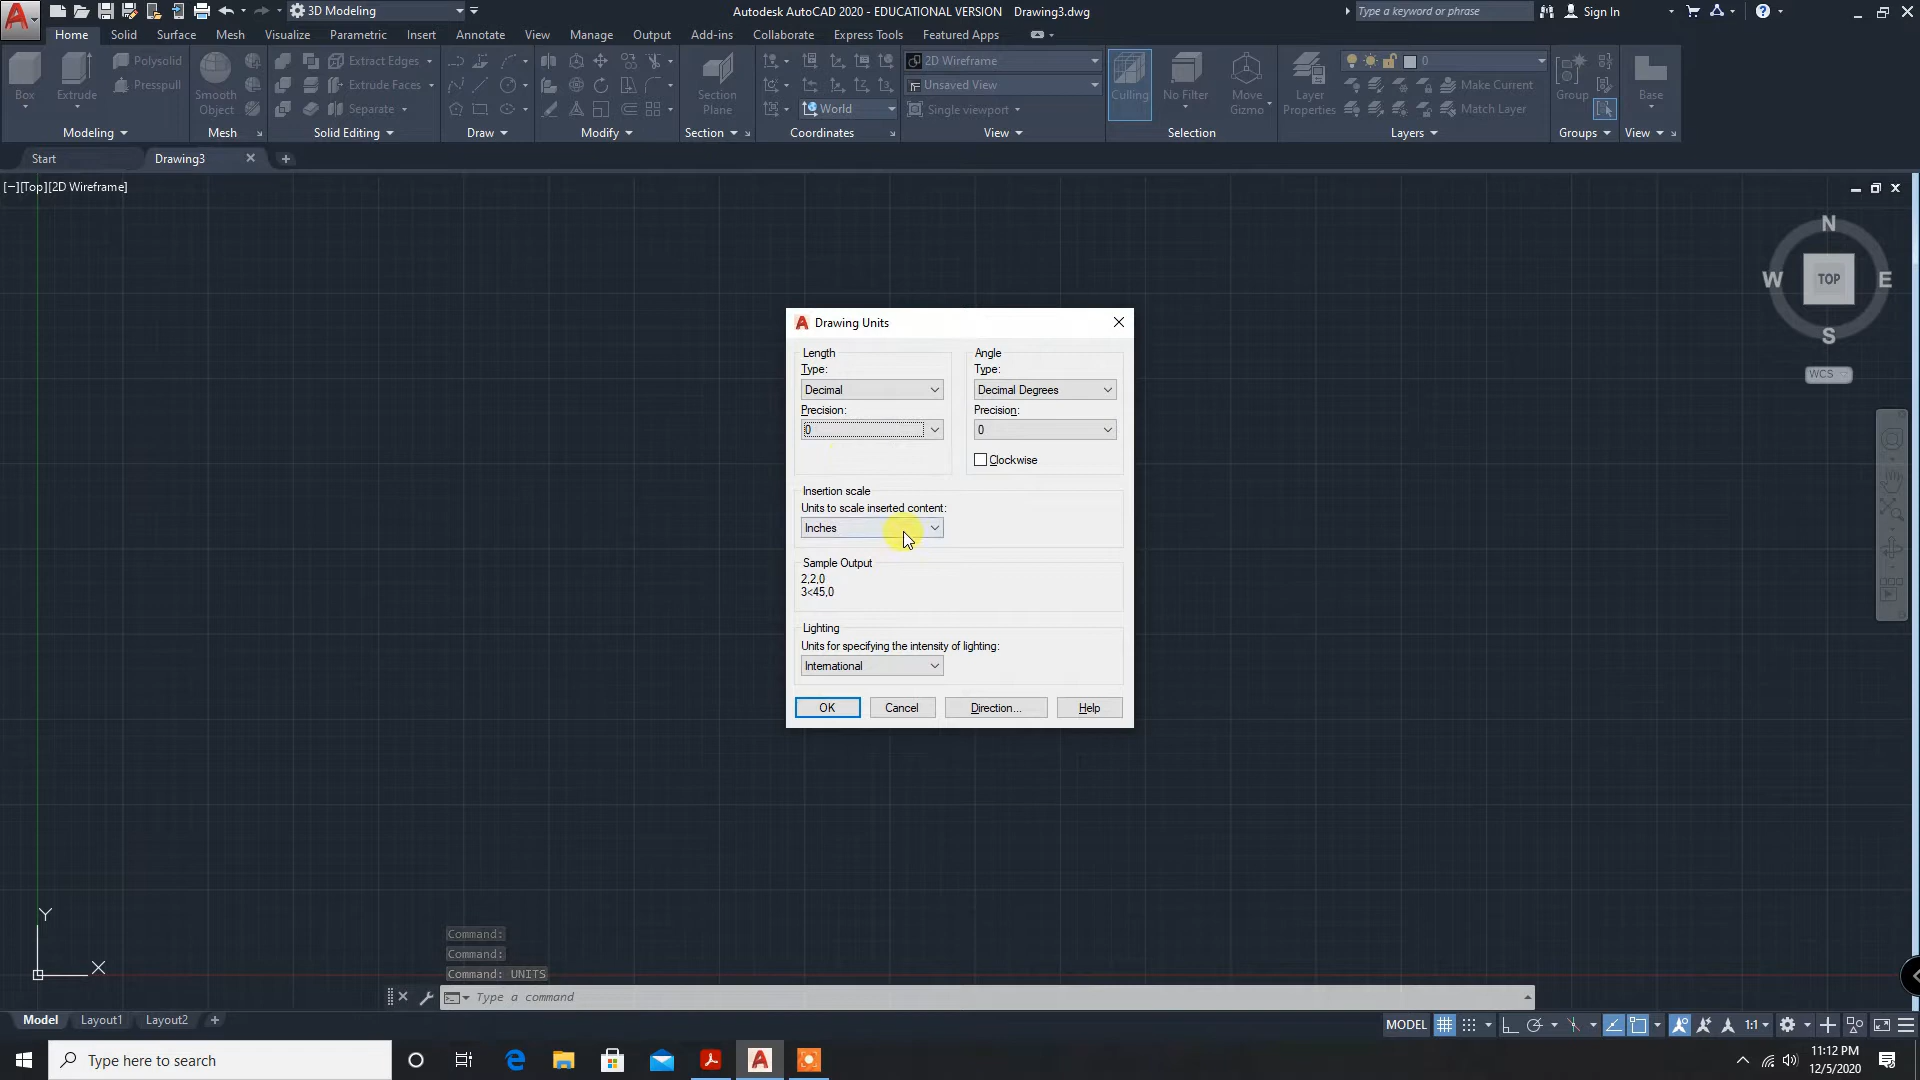 3D Modeling
Autodesk AutoCAD 2020 - EDUCATIONAL VERSION Drawing3.dwg
Type a keyword or phrase
Sign In
Home Solid Surface Mesh Visualize Parametric Insert Annotate View Manage Output Add-ins Collaborate Express Tools Featured Apps
Box
Extrude
Polysolid
Presspull
Smooth
Object
Extract Edges
Extrude Faces
Separate
Section
Plane
World
2D Wireframe
Unsaved View
Single viewport
Culling
No Filter
Move
Gizmo
Layer
Properties
0
Make Current
Match Layer
Group
Base
Modeling Mesh Solid Editing Draw Modify Section Coordinates View Selection Layers Groups View
Start Drawing3
[−][Top][2D Wireframe]
N
W TOP E
S
WCS
Drawing Units
Length
Type:
Decimal
Precision:
0
Angle
Type:
Decimal Degrees
Precision:
0
Clockwise
Insertion scale
Units to scale inserted content:
Inches
Sample Output
2,2,0
3<45,0
Lighting
Units for specifying the intensity of lighting:
International
OK Cancel Direction... Help
Y
X
Command:
Command:
Command: UNITS
Type a command
Model Layout1 Layout2
MODEL
1:1
Type here to search
11:12 PM
12/5/2020